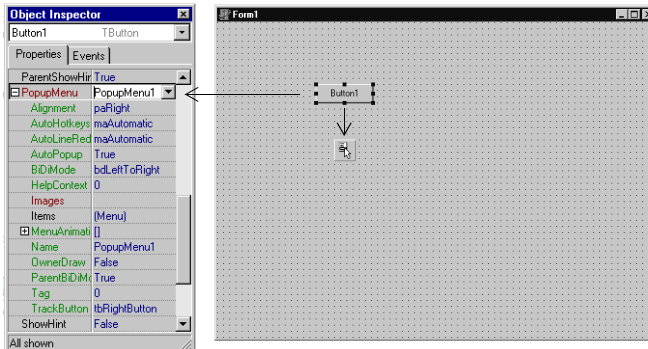 Object Inspector
Button1 TButton
Properties Events
ParentShowHir True
PopupMenu PopupMenu1
Alignment paRight
AutoHotkeys maAutomatic
AutoLineRed maAutomatic
AutoPopup True
BiDiMode bdLeftToRight
HelpContext 0
Images
Items (Menu)
MenuAnimati []
Name PopupMenu1
OwnerDraw False
ParentBiDiMo True
Tag 0
TrackButton tbRightButton
ShowHint False
All shown
Form1
Button1